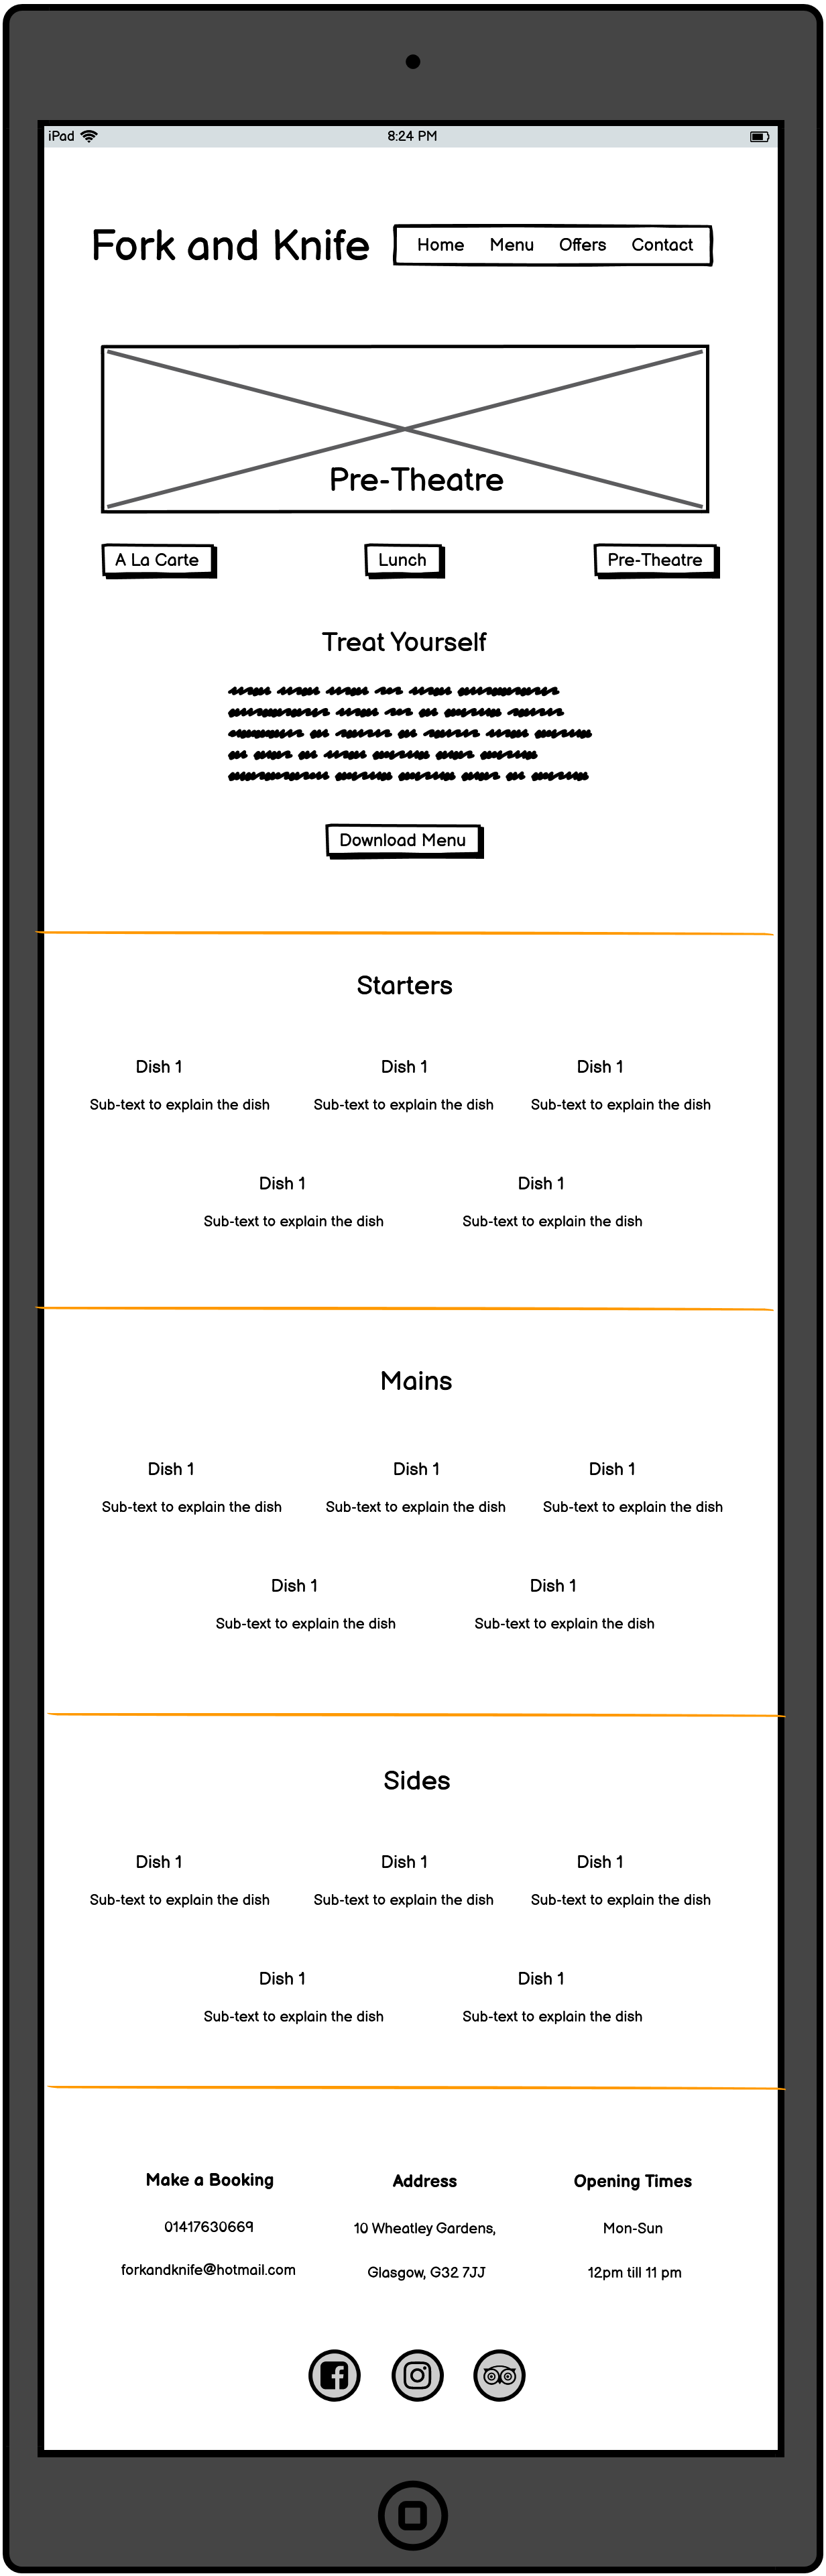 iPad 8:24 PM
Fork and Knife
Home Menu Offers Contact
Pre-Theatre
A La Carte Lunch Pre-Theatre
Treat Yourself
Download Menu
Starters
Dish 1 Dish 1 Dish 1
Sub-text to explain the dish Sub-text to explain the dish Sub-text to explain the dish
Dish 1 Dish 1
Sub-text to explain the dish Sub-text to explain the dish
Mains
Dish 1 Dish 1 Dish 1
Sub-text to explain the dish Sub-text to explain the dish Sub-text to explain the dish
Dish 1 Dish 1
Sub-text to explain the dish Sub-text to explain the dish
Sides
Dish 1 Dish 1 Dish 1
Sub-text to explain the dish Sub-text to explain the dish Sub-text to explain the dish
Dish 1 Dish 1
Sub-text to explain the dish Sub-text to explain the dish
Make a Booking Address Opening Times
01417630669 10 Wheatley Gardens, Mon-Sun
forkandknife@hotmail.com Glasgow, G32 7JJ 12pm till 11 pm